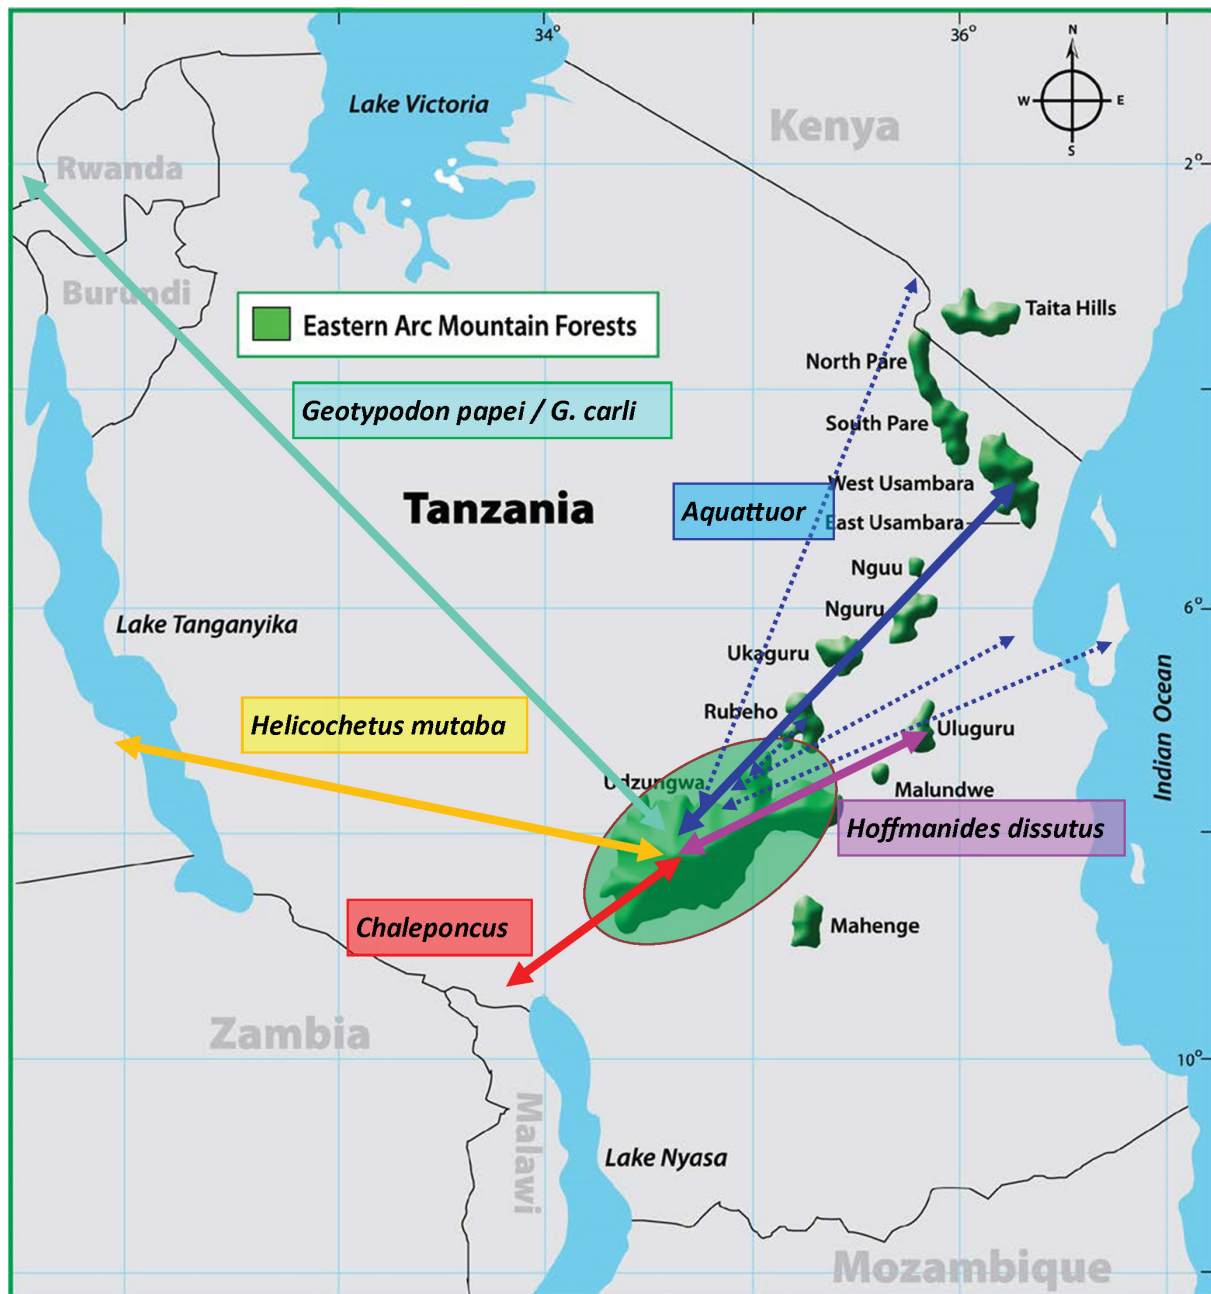 34°
36°
N
W
E
S
Lake Victoria
Kenya
Rwanda
2°
Burundi
Eastern Arc Mountain Forests
Taita Hills
North Pare
Geotypodon papei / G. carli
South Pare
West Usambara
Tanzania
Aquattuor
East Usambara
Nguu
Nguru
6°
Lake Tanganyika
Ukaguru
Rubeho
Helicochetus mutaba
Uluguru
Indian Ocean
Udzungwa
Malundwe
Hoffmanides dissutus
Chaleponcus
Mahenge
Zambia
10°
Malawi
Lake Nyasa
Mozambique